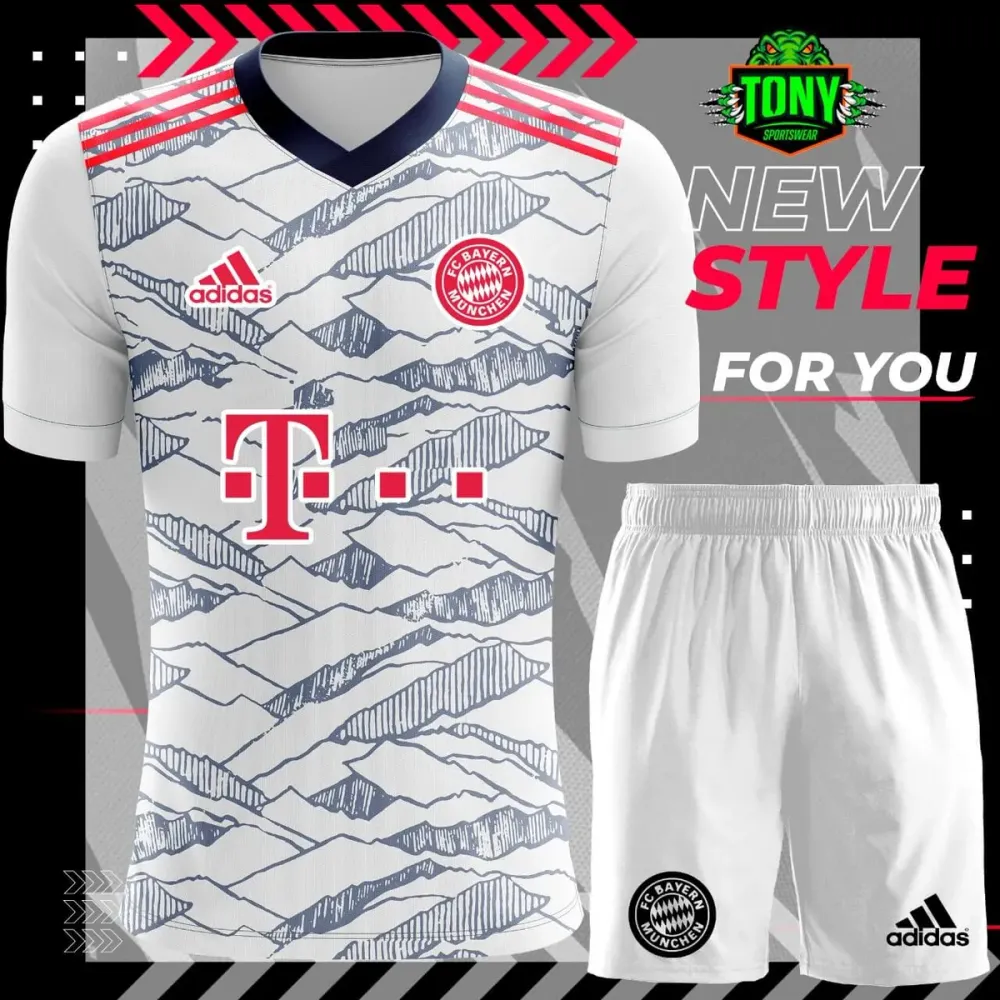 TONY
SPORTSWEAR
NEW
STYLE
FOR YOU
adidas
FC BAYERN
MÜNCHEN
T
FC BAYERN
MÜNCHEN
adidas